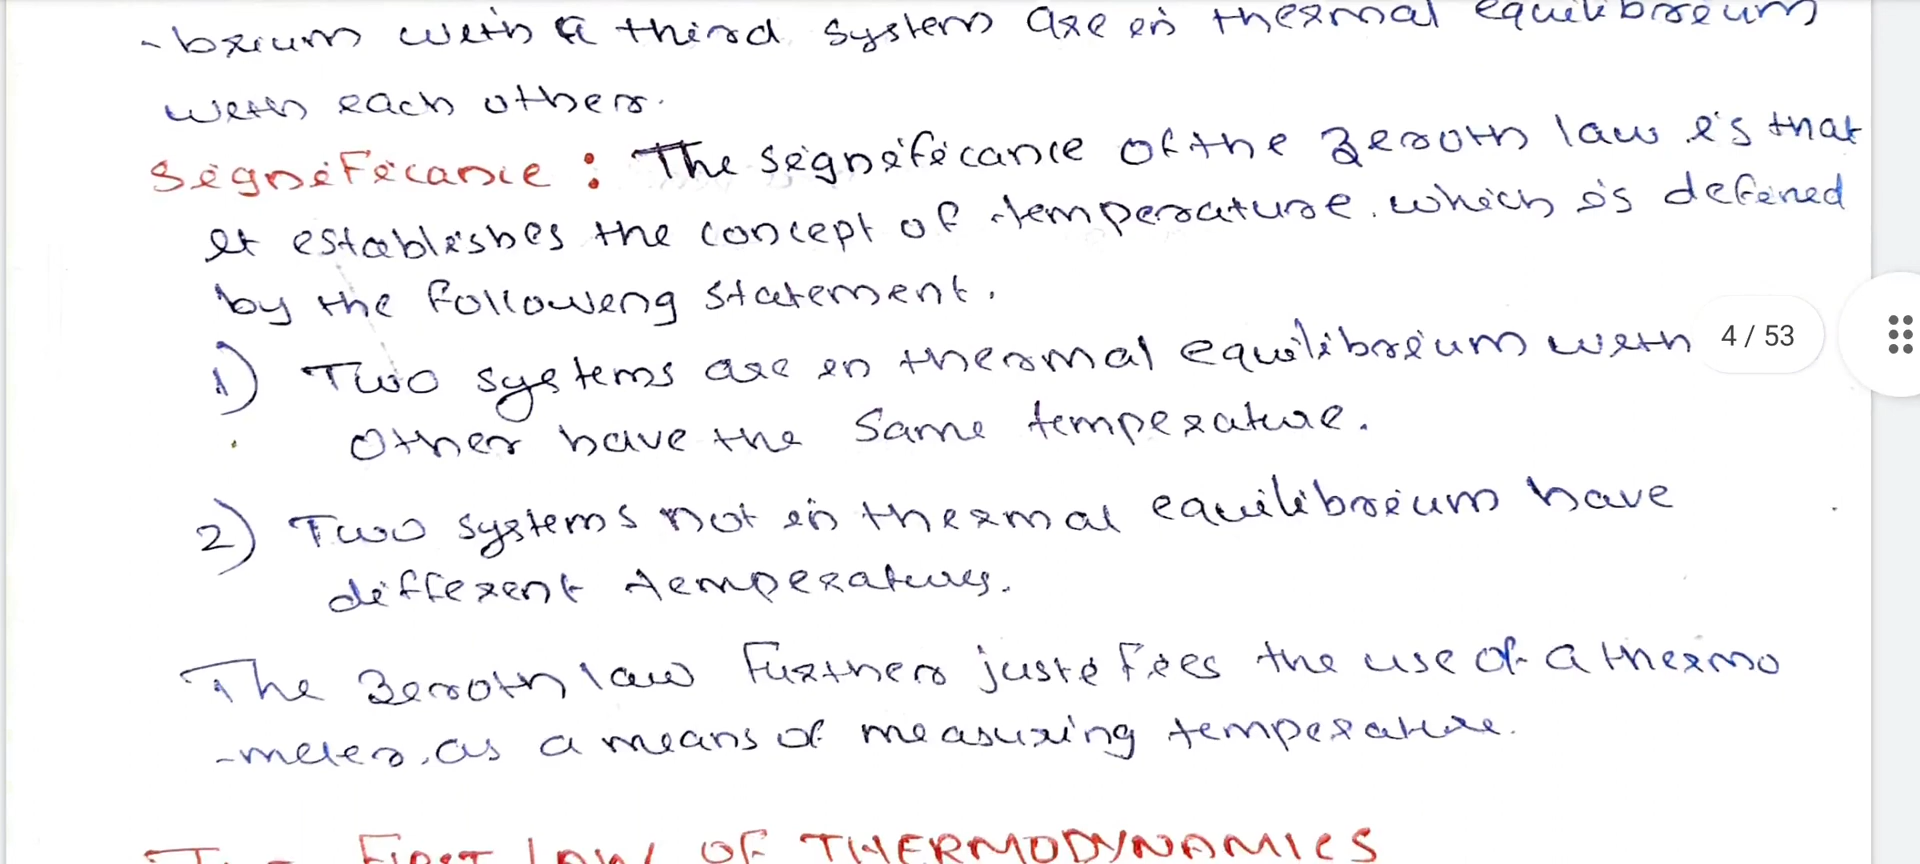 -brium with a third system are in thermal equilibrium
with each other.
Significance : The significance of the zeroth law is that
it establishes the concept of temperature, which is defined
by the following statement.
1) Two systems are in thermal equilibrium with
other have the same temperature.
2) Two systems not in thermal equilibrium have
different temperatures.
The zeroth law further justifies the use of a thermo
-meter, as a means of measuring temperature.
FIRST LAW OF THERMODYNAMICS
4 / 53